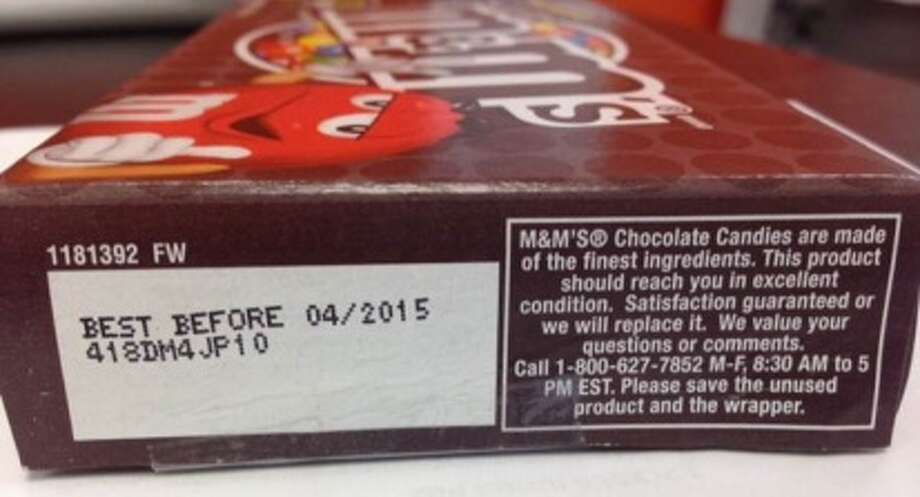 m&m's®
m
1181392 FW
BEST BEFORE 04/2015
418DM4JP10
M&M'S® Chocolate Candies are made
of the finest ingredients. This product
should reach you in excellent
condition. Satisfaction guaranteed or
we will replace it. We value your
questions or comments.
Call 1-800-627-7852 M-F, 8:30 AM to 5
PM EST. Please save the unused
product and the wrapper.